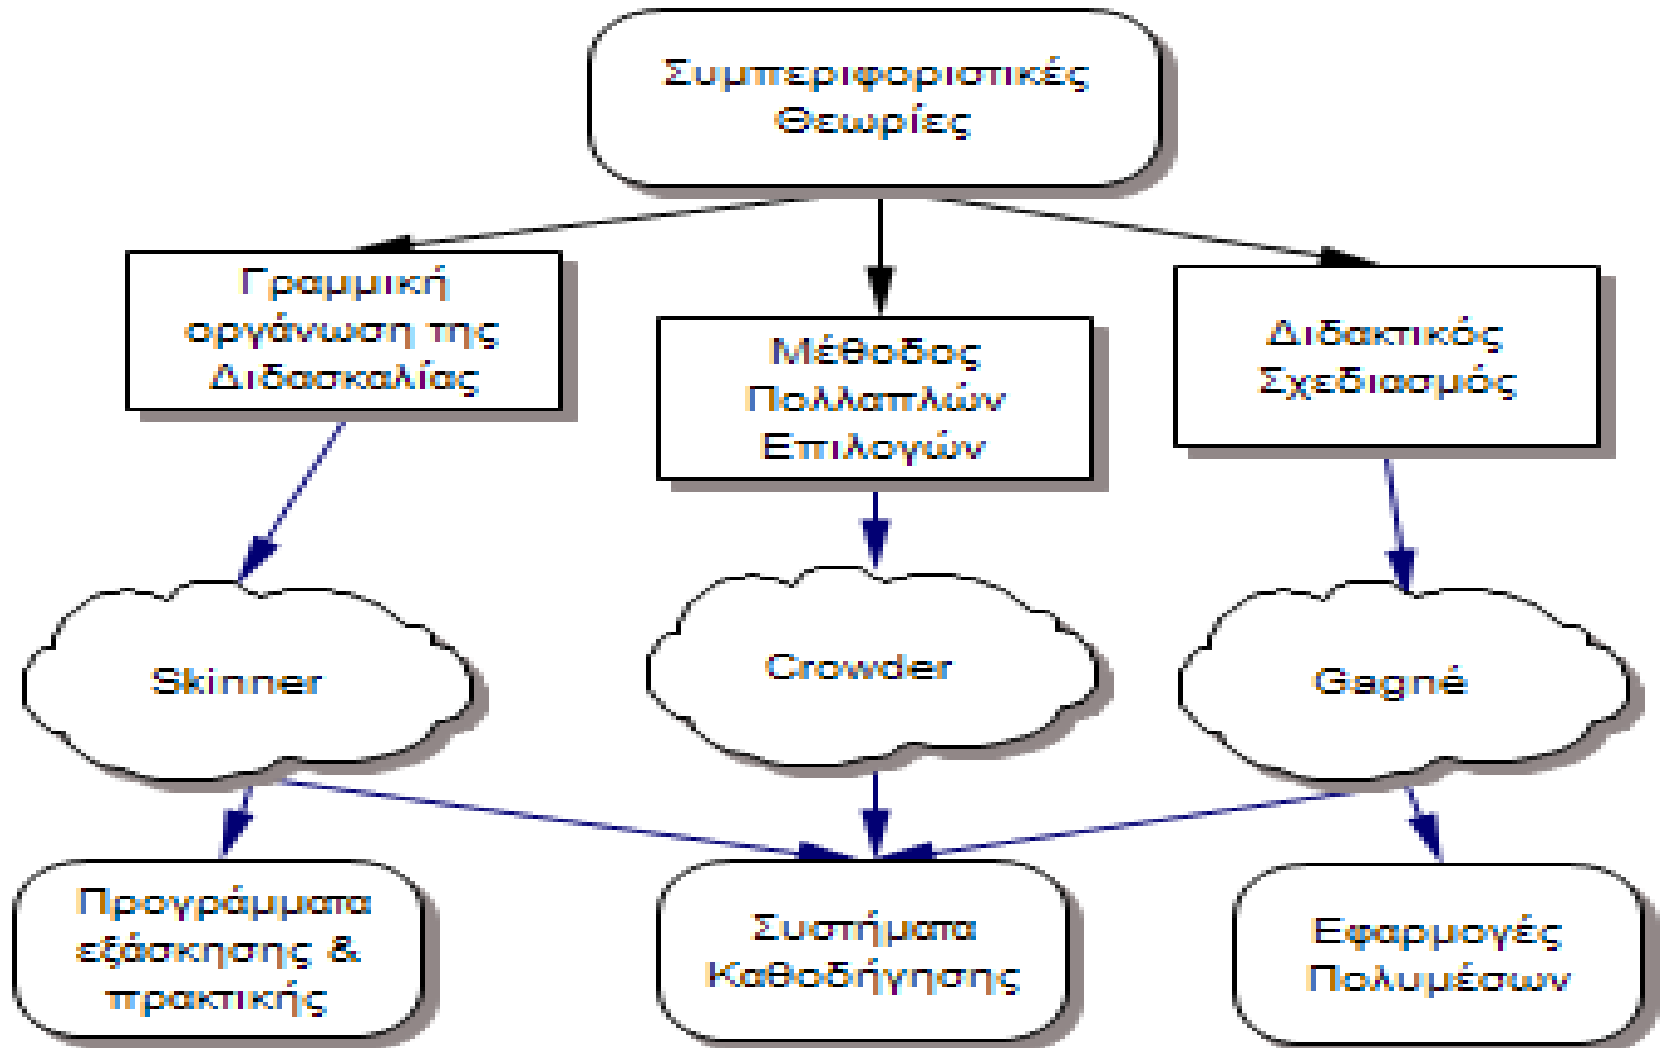 Συμπεριφοριστικές
Θεωρίες
Γραμμική
οργάνωση της
Διδασκαλίας
Μέθοδος
Πολλαπλών
Επιλογών
Διδακτικός
Σχεδιασμός
Skinner
Crowder
Gagné
Προγράμματα
εξάσκησης &
πρακτικής
Συστήματα
Καθοδήγησης
Εφαρμογές
Πολυμέσων